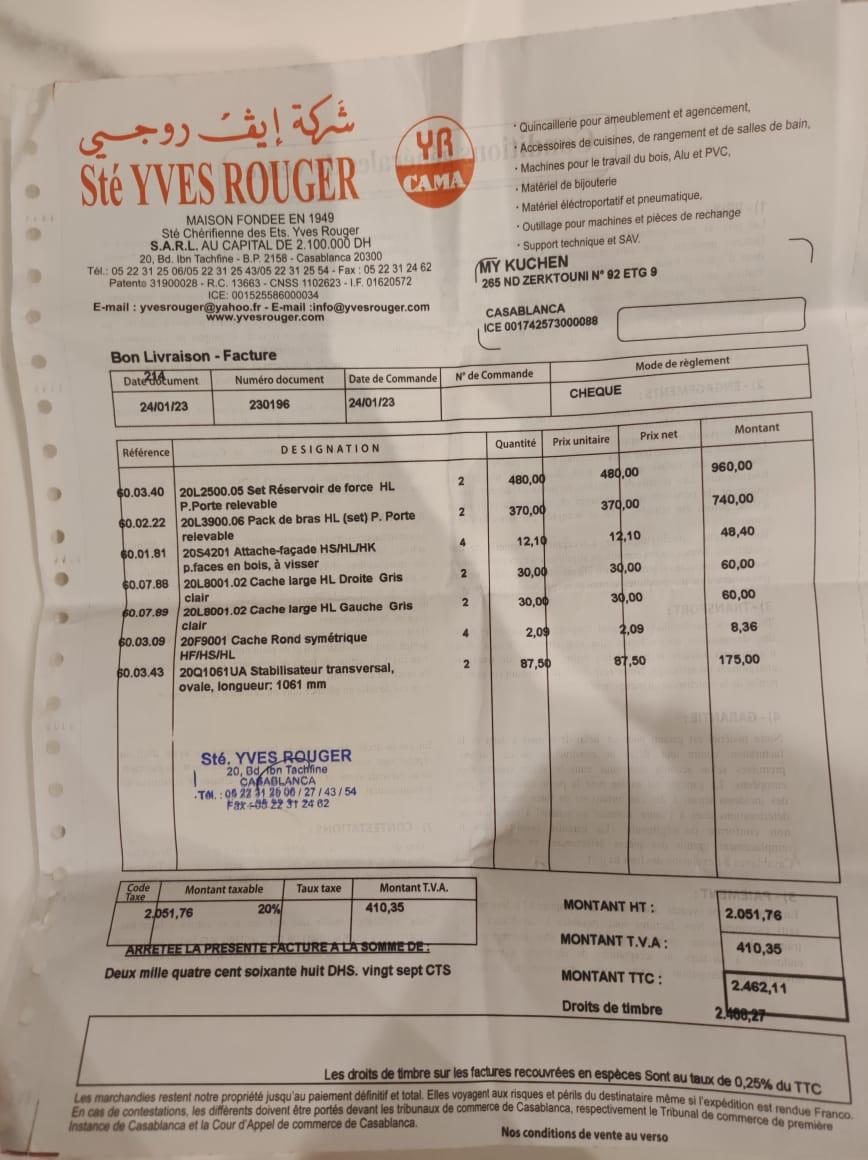 شركة إيڤ روجي
Sté YVES ROUGER
YR
CAMA
MAISON FONDEE EN 1949
Sté Chérifienne des Ets. Yves Rouger
S.A.R.L. AU CAPITAL DE 2.100.000 DH
20, Bd. Ibn Tachfine - B.P. 2158 - Casablanca 20300
Tél.: 05 22 31 25 06/05 22 31 25 43/05 22 31 25 54 - Fax : 05 22 31 24 62
Patente 31900028 - R.C. 13663 - CNSS 1102623 - I.F. 01620572
ICE: 001525586000034
E-mail : yvesrouger@yahoo.fr - E-mail :info@yvesrouger.com
www.yvesrouger.com
· Quincaillerie pour ameublement et agencement,
· Accessoires de cuisines, de rangement et de salles de bain,
· Machines pour le travail du bois, Alu et PVC,
· Matériel de bijouterie
· Matériel éléctroportatif et pneumatique,
· Outillage pour machines et pièces de rechange
· Support technique et SAV.
MY KUCHEN
265 ND ZERKTOUNI N° 92 ETG 9
CASABLANCA
ICE 001742573000088
Bon Livraison - Facture
214
Date document Numéro document Date de Commande N° de Commande Mode de règlement
24/01/23 230196 24/01/23 CHEQUE
Référence DESIGNATION Quantité Prix unitaire Prix net Montant
60.03.40 20L2500.05 Set Réservoir de force HL 2 480,00 480,00 960,00
P.Porte relevable
60.02.22 20L3900.06 Pack de bras HL (set) P. Porte 2 370,00 370,00 740,00
relevable
60.01.81 20S4201 Attache-façade HS/HL/HK 4 12,10 12,10 48,40
p.faces en bois, à visser
60.07.88 20L8001.02 Cache large HL Droite Gris 2 30,00 30,00 60,00
clair
60.07.89 20L8001.02 Cache large HL Gauche Gris 2 30,00 30,00 60,00
clair
60.03.09 20F9001 Cache Rond symétrique 4 2,09 2,09 8,36
HF/HS/HL
60.03.43 20Q1061UA Stabilisateur transversal, 2 87,50 87,50 175,00
ovale, longueur: 1061 mm
Sté. YVES ROUGER
20, Bd. Ibn Tachfine
CASABLANCA
Tél. : 05 22 31 25 06 / 27 / 43 / 54
Fax : 05 22 31 24 62
Code Taxe Montant taxable Taux taxe Montant T.V.A.
2.051,76 20% 410,35
MONTANT HT : 2.051,76
MONTANT T.V.A : 410,35
MONTANT TTC : 2.462,11
Droits de timbre
2.468,27
ARRETEE LA PRESENTE FACTURE A LA SOMME DE :
Deux mille quatre cent soixante huit DHS. vingt sept CTS
Les droits de timbre sur les factures recouvrées en espèces Sont au taux de 0,25% du TTC
Les marchandies restent notre propriété jusqu'au paiement définitif et total. Elles voyagent aux risques et périls du destinataire même si l'expédition est rendue Franco.
En cas de contestations, les différents doivent être portés devant les tribunaux de commerce de Casablanca, respectivement le Tribunal de commerce de première
Instance de Casablanca et la Cour d'Appel de commerce de Casablanca.
Nos conditions de vente au verso